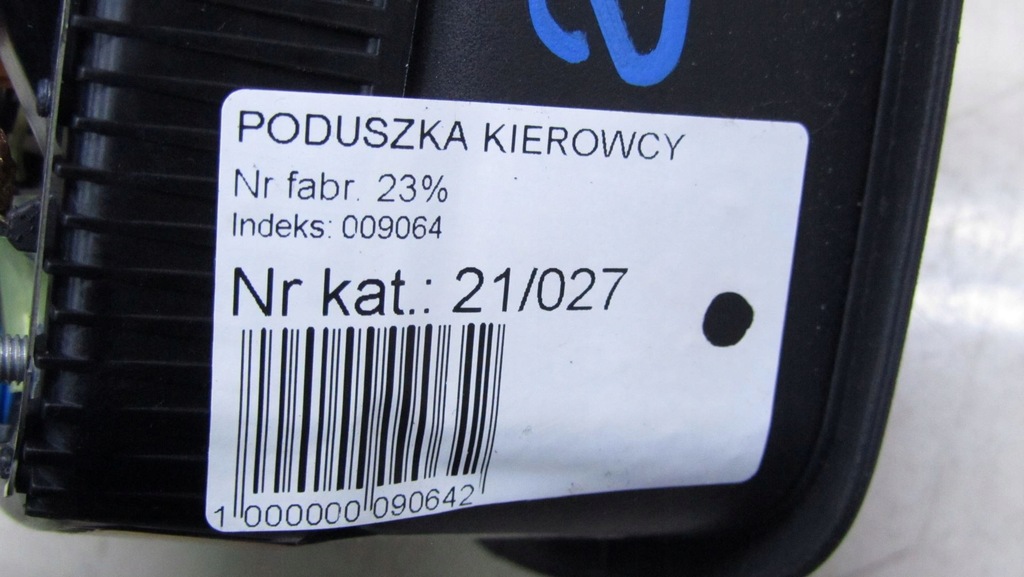 PODUSZKA KIEROWCY
Nr fabr. 23%
Indeks: 009064
Nr kat.: 21/027
1 000000 090642